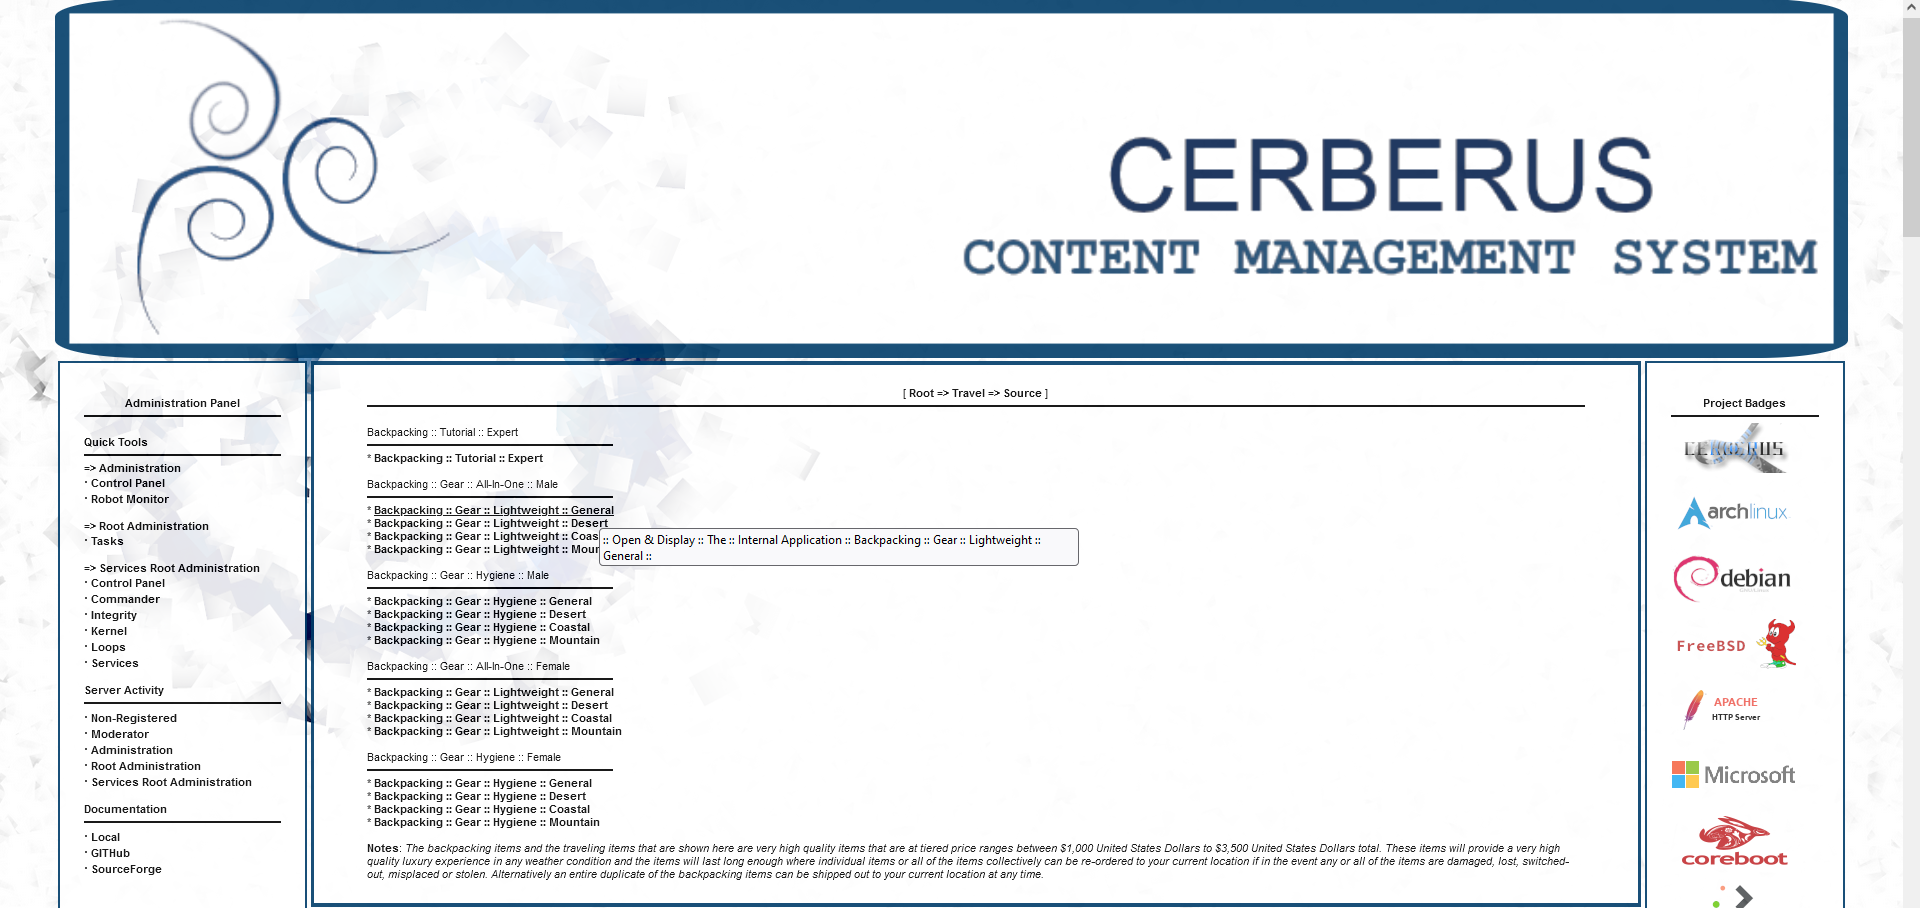 CERBERUS
CONTENT MANAGEMENT SYSTEM
Administration Panel
Quick Tools
=> Administration
· Control Panel
· Robot Monitor
=> Root Administration
· Tasks
=> Services Root Administration
· Control Panel
· Commander
· Integrity
· Kernel
· Loops
· Services
Server Activity
· Non-Registered
· Moderator
· Administration
· Root Administration
· Services Root Administration
Documentation
· Local
· GITHub
· SourceForge
[ Root => Travel => Source ]
Backpacking :: Tutorial :: Expert
* Backpacking :: Tutorial :: Expert
Backpacking :: Gear :: All-In-One :: Male
* Backpacking :: Gear :: Lightweight :: General
* Backpacking :: Gear :: Lightweight :: Desert
* Backpacking :: Gear :: Lightweight :: Coas
* Backpacking :: Gear :: Lightweight :: Moun
:: Open & Display :: The :: Internal Application :: Backpacking :: Gear :: Lightweight ::
General ::
Backpacking :: Gear :: Hygiene :: Male
* Backpacking :: Gear :: Hygiene :: General
* Backpacking :: Gear :: Hygiene :: Desert
* Backpacking :: Gear :: Hygiene :: Coastal
* Backpacking :: Gear :: Hygiene :: Mountain
Backpacking :: Gear :: All-In-One :: Female
* Backpacking :: Gear :: Lightweight :: General
* Backpacking :: Gear :: Lightweight :: Desert
* Backpacking :: Gear :: Lightweight :: Coastal
* Backpacking :: Gear :: Lightweight :: Mountain
Backpacking :: Gear :: Hygiene :: Female
* Backpacking :: Gear :: Hygiene :: General
* Backpacking :: Gear :: Hygiene :: Desert
* Backpacking :: Gear :: Hygiene :: Coastal
* Backpacking :: Gear :: Hygiene :: Mountain
Notes: The backpacking items and the traveling items that are shown here are very high quality items that are at tiered price ranges between $1,000 United States Dollars to $3,500 United States Dollars total. These items will provide a very high
quality luxury experience in any weather condition and the items will last long enough where individual items or all of the items collectively can be re-ordered to your current location if in the event any or all of the items are damaged, lost, switched-
out, misplaced or stolen. Alternatively an entire duplicate of the backpacking items can be shipped out to your current location at any time.
Project Badges
CERBERUS
archlinux
debian
FreeBSD
APACHE
HTTP Server
Microsoft
coreboot